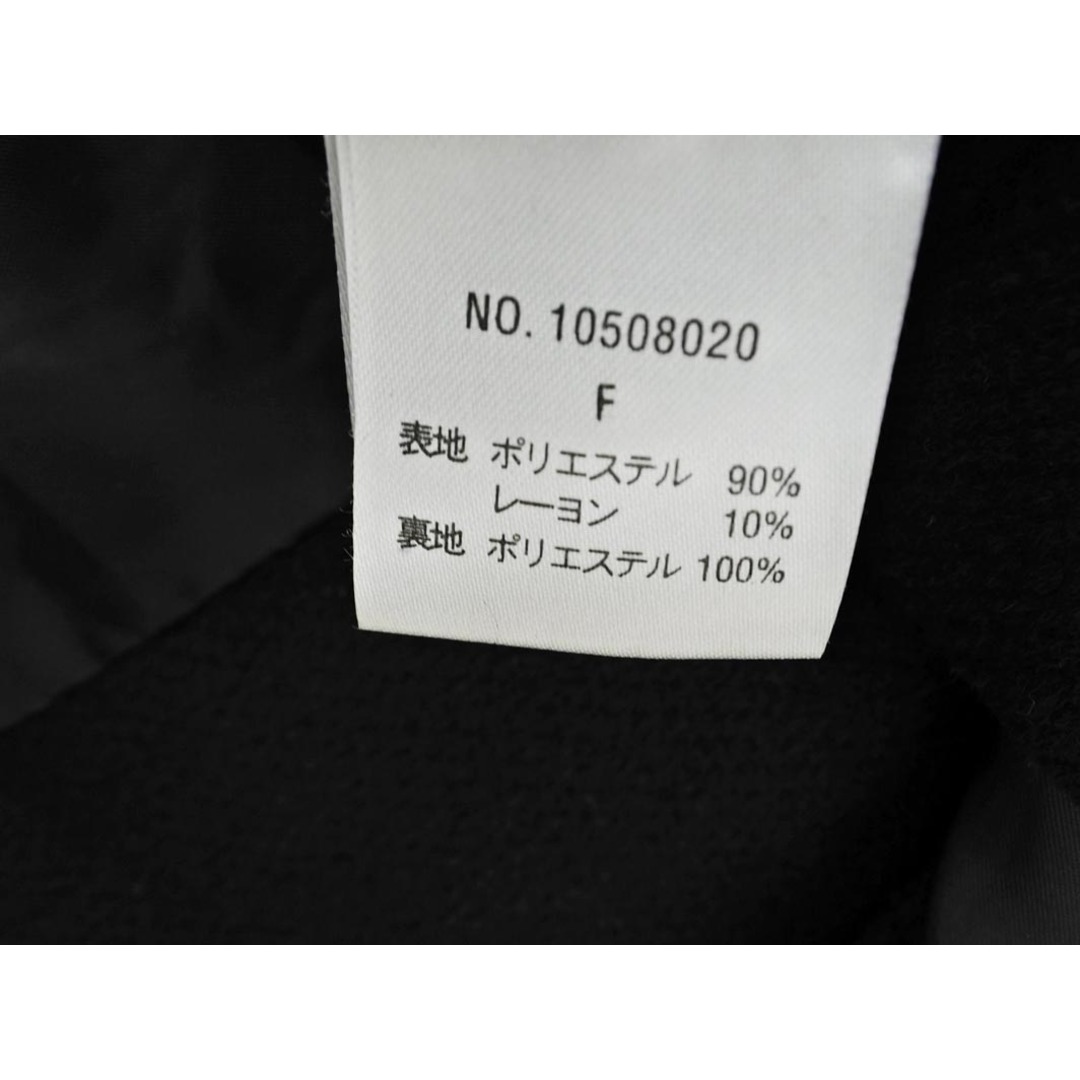 NO. 10508020
F
表地 ポリエステル 90%
レーヨン 10%
裏地 ポリエステル 100%